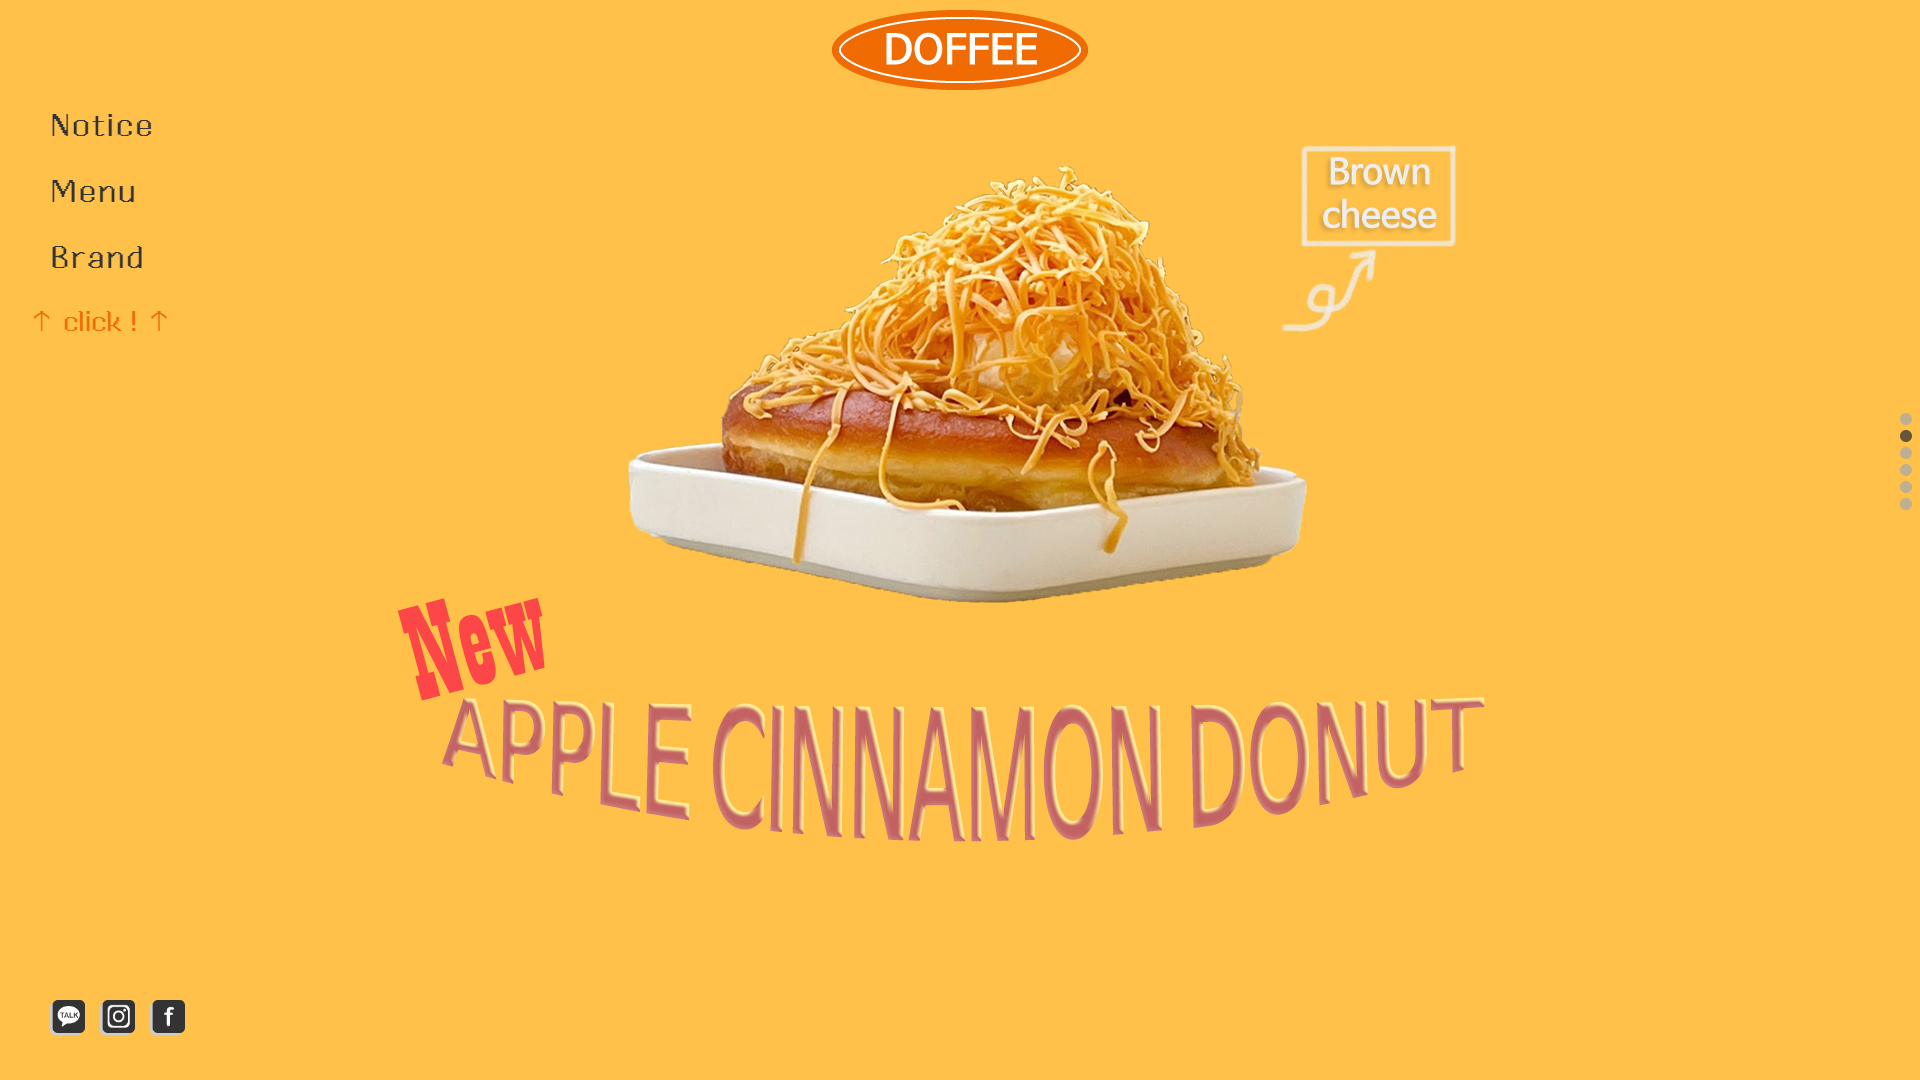 DOFFEE
Notice
Menu
Brand
↑ click ! ↑
Brown
cheese
New
APPLE CINNAMON DONUT
TALK
f